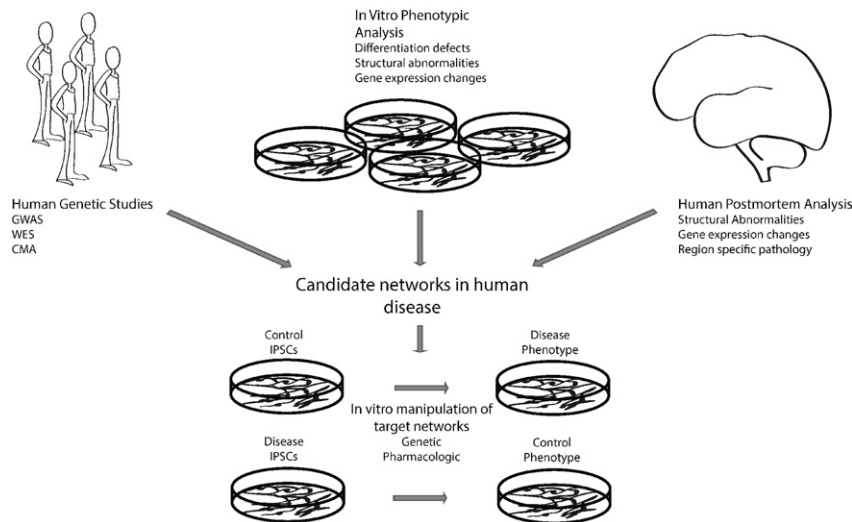 In Vitro Phenotypic
Analysis
Differentiation defects
Structural abnormalities
Gene expression changes
Human Genetic Studies
GWAS
WES
CMA
Human Postmortem Analysis
Structural Abnormalities
Gene expression changes
Region specific pathology
Candidate networks in human
disease
Control
IPSCs
Disease
Phenotype
In vitro manipulation of
target networks
Genetic
Pharmacologic
Disease
IPSCs
Control
Phenotype